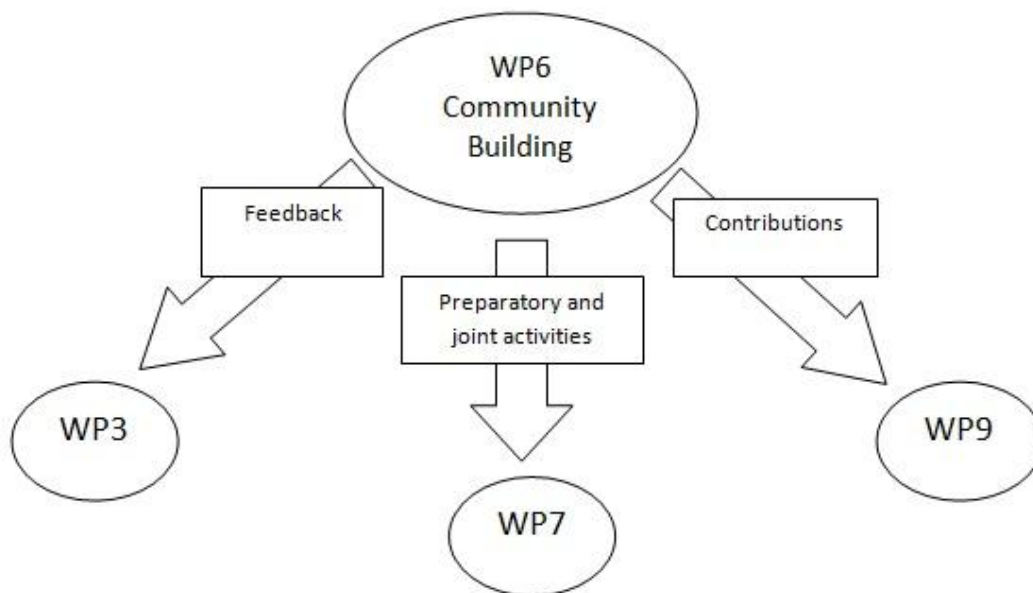 WP6
Community
Building
Feedback
Contributions
Preparatory and
joint activities
WP3
WP9
WP7